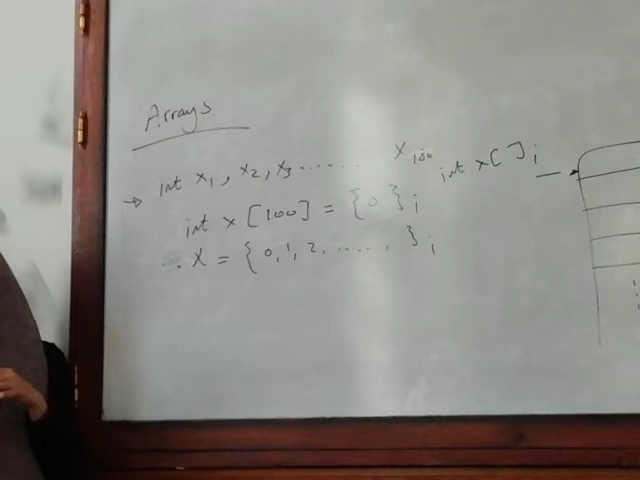 Arrays
int x1, x2, x3 ....... x100 int x[];
int x[100] = {0};
X = {0,1,2,.....,};